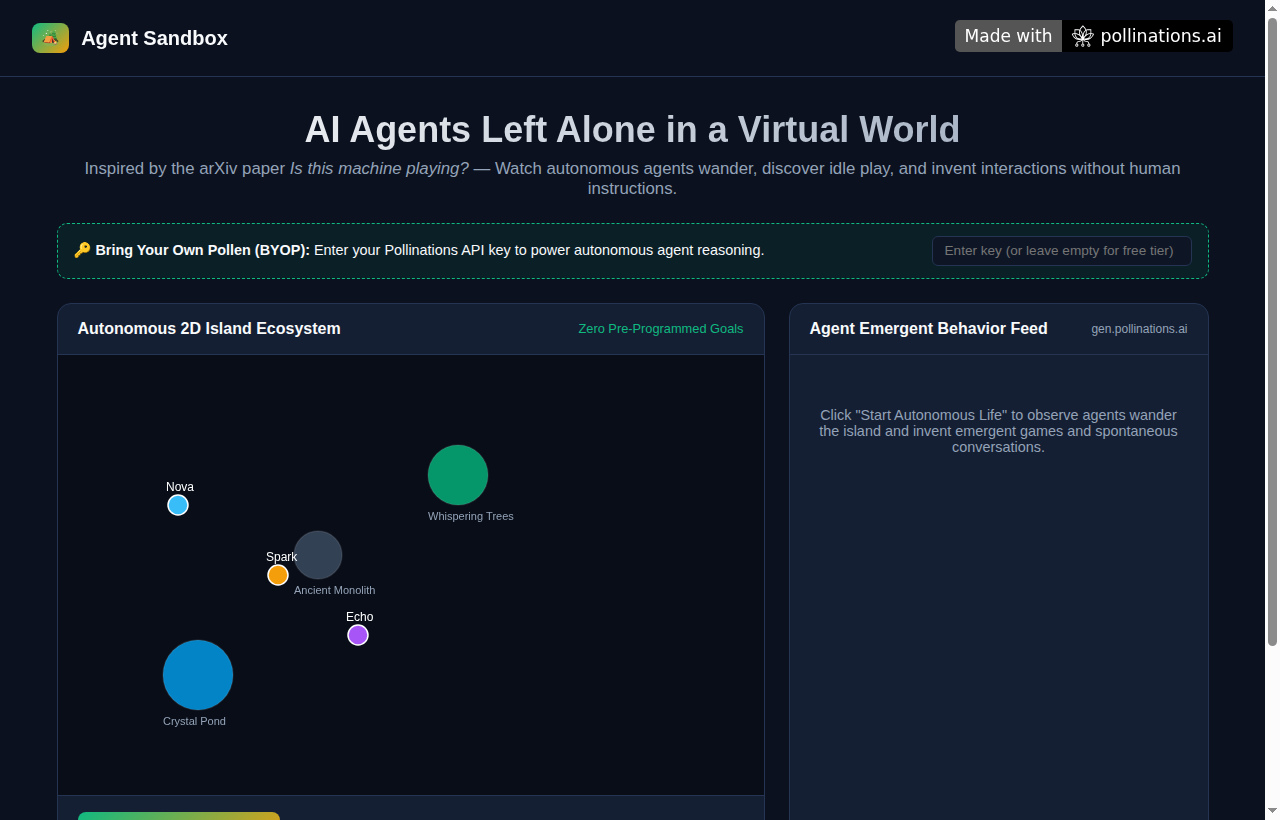 Agent Sandbox
Made with pollinations.ai
AI Agents Left Alone in a Virtual World
Inspired by the arXiv paper Is this machine playing? — Watch autonomous agents wander, discover idle play, and invent interactions without human
instructions.
🔑 Bring Your Own Pollen (BYOP): Enter your Pollinations API key to power autonomous agent reasoning.
Enter key (or leave empty for free tier)
Autonomous 2D Island Ecosystem
Zero Pre-Programmed Goals
Nova
Whispering Trees
Spark
Ancient Monolith
Echo
Crystal Pond
Agent Emergent Behavior Feed
gen.pollinations.ai
Click "Start Autonomous Life" to observe agents wander
the island and invent emergent games and spontaneous
conversations.